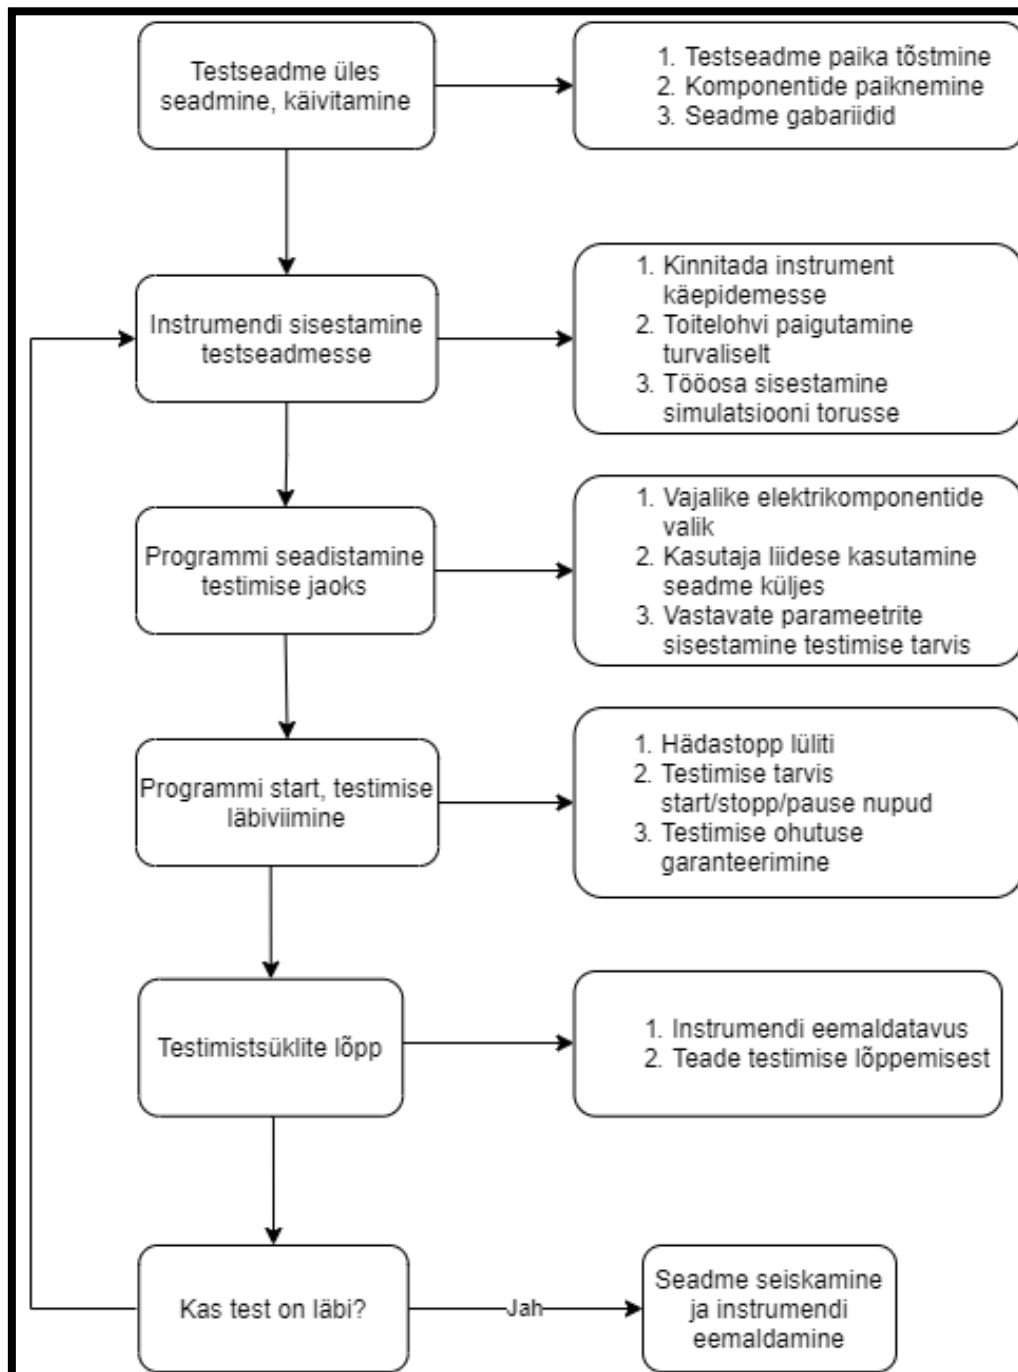 Testseadme üles
seadmine, käivitamine
1. Testseadme paika tõstmine
2. Komponentide paiknemine
3. Seadme gabariidid
Instrumendi sisestamine
testseadmesse
1. Kinnitada instrument
käepidemesse
2. Toitelohvi paigutamine
turvaliselt
3. Tööosa sisestamine
simulatsiooni torusse
Programmi seadistamine
testimise jaoks
1. Vajalike elektrikomponentide
valik
2. Kasutaja liidese kasutamine
seadme küljes
3. Vastavate parameetrite
sisestamine testimise tarvis
Programmi start, testimise
läbiviimine
1. Hädastopp lüliti
2. Testimise tarvis
start/stopp/pause nupud
3. Testimise ohutuse
garanteerimine
Testimistsüklite lõpp
1. Instrumendi eemaldatavus
2. Teade testimise lõppemisest
Kas test on läbi?
Jah
Seadme seiskamine
ja instrumendi
eemaldamine